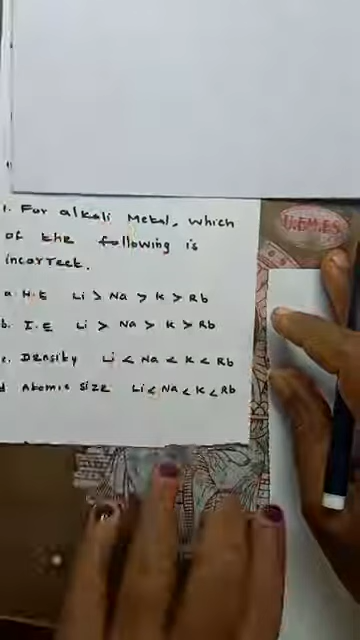 1. For alkali Metal, which
of the following is
incorrect.
a. H.E Li > Na > K > Rb
b. I.E Li > Na > K > Rb
c. Density Li < Na < K < Rb
d Atomic size Li < Na < K < Rb